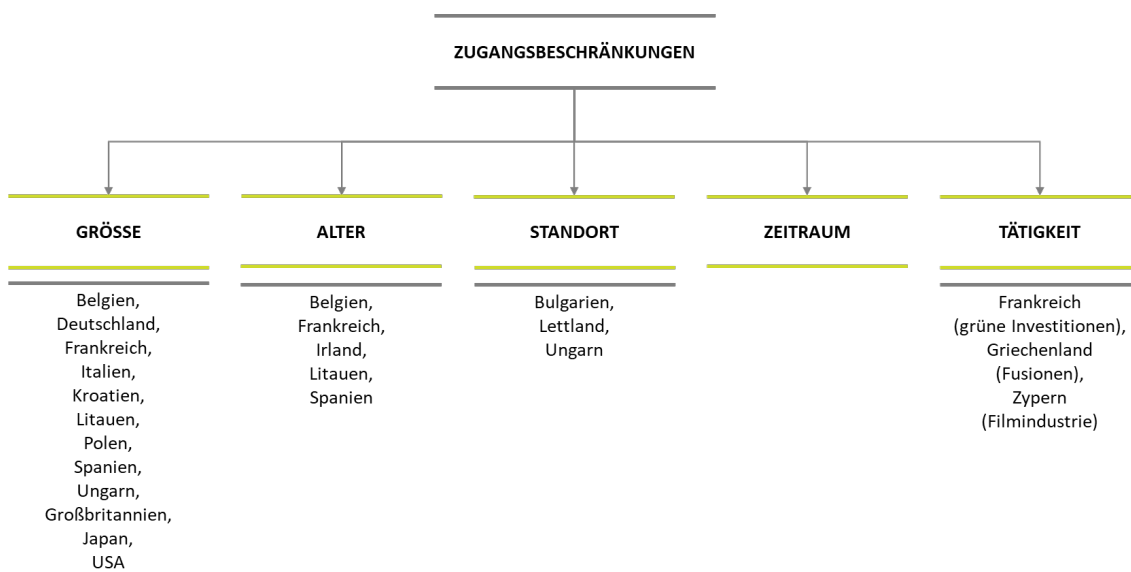 ZUGANGSBESCHRÄNKUNGEN
GRÖSSE
Belgien,
Deutschland,
Frankreich,
Italien,
Kroatien,
Litauen,
Polen,
Spanien,
Ungarn,
Großbritannien,
Japan,
USA
ALTER
Belgien,
Frankreich,
Irland,
Litauen,
Spanien
STANDORT
Bulgarien,
Lettland,
Ungarn
ZEITRAUM
TÄTIGKEIT
Frankreich
(grüne Investitionen),
Griechenland
(Fusionen),
Zypern
(Filmindustrie)